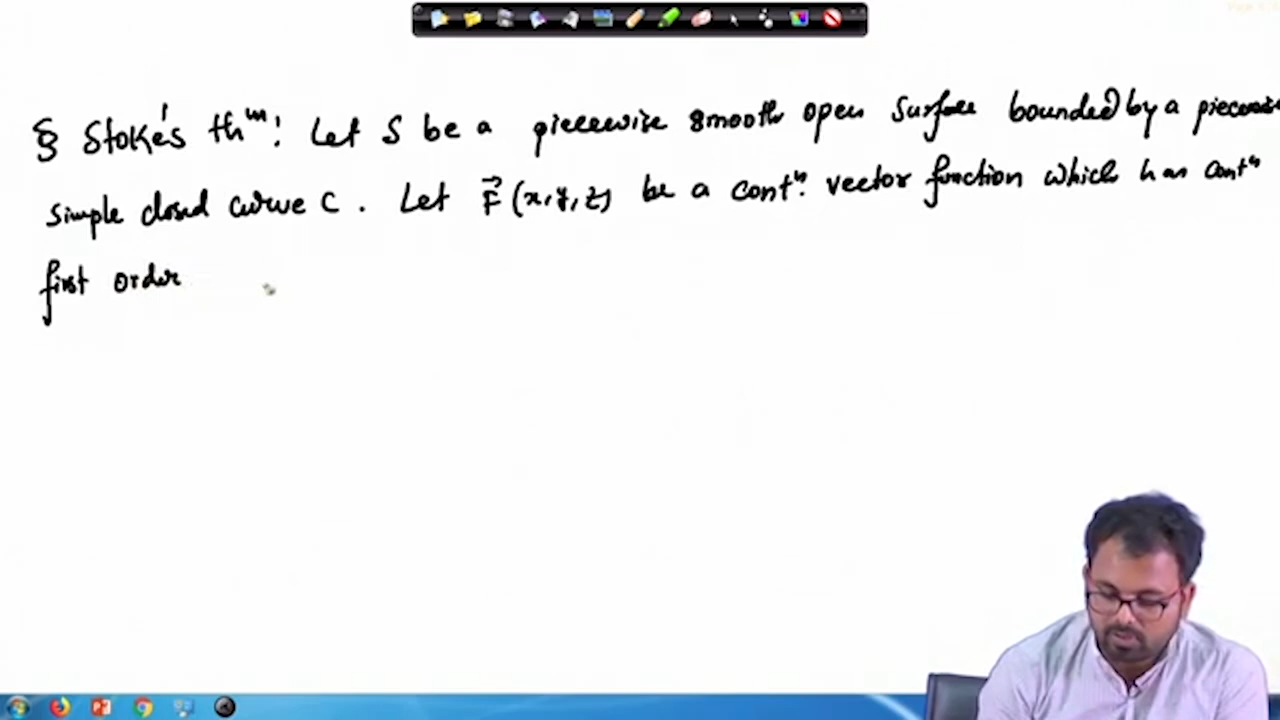 § Stoke's thm: Let S be a piecewise smooth open surface bounded by a piecewise
simple closed curve C. Let F⃗(x,y,z) be a contn. vector function which has contn
first order